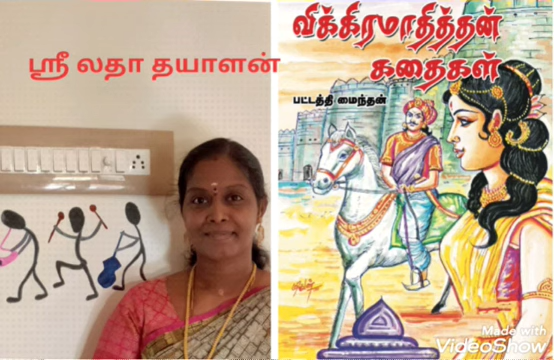 ஸ்ரீ லதா தயாளன்
விக்கிரமாதித்தன்
கதைகள்
பட்டத்தி மைந்தன்
Made with
VideoShow